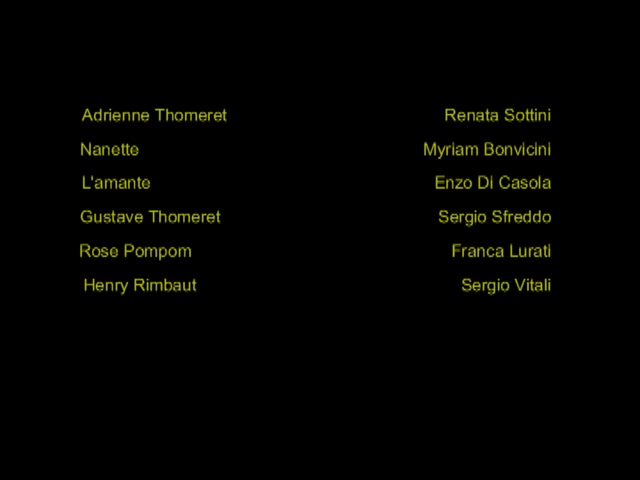 Adrienne Thomeret Renata Sottini
Nanette Myriam Bonvicini
L'amante Enzo Di Casola
Gustave Thomeret Sergio Sfreddo
Rose Pompom Franca Lurati
Henry Rimbaut Sergio Vitali